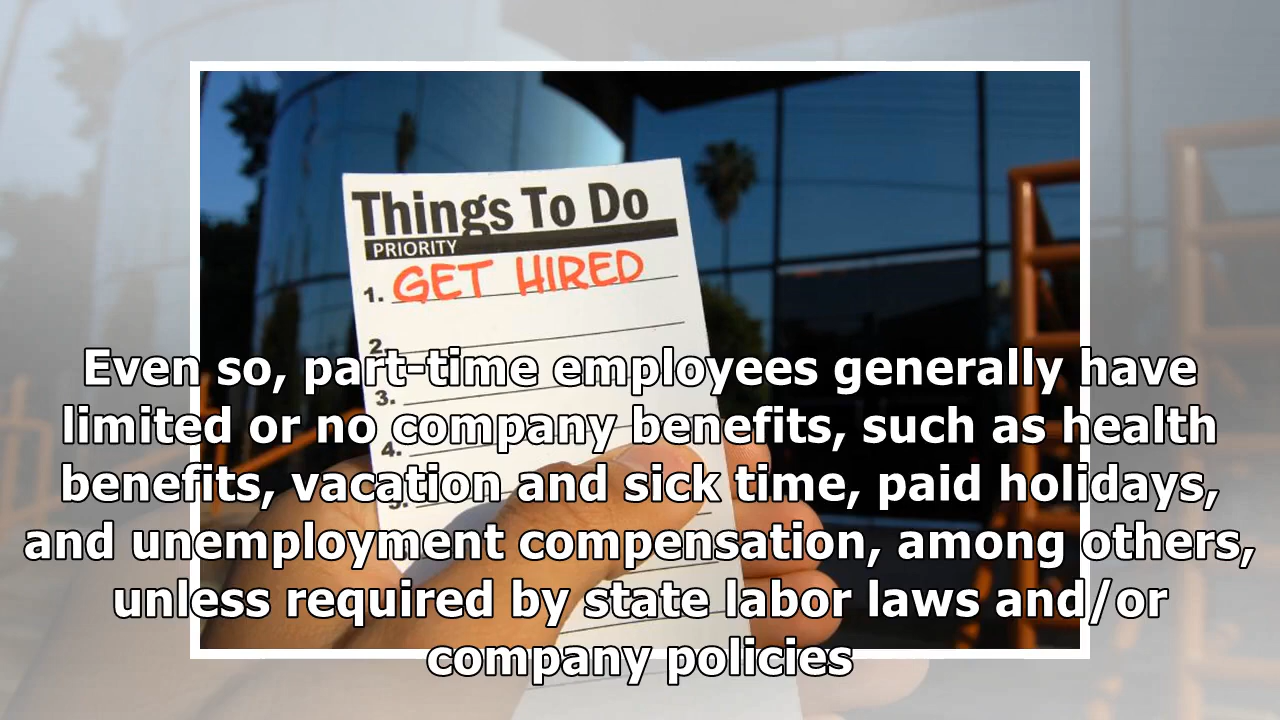 Things To Do
PRIORITY
1. GET HIRED
2.
3.
4.
5.
Even so, part-time employees generally have
limited or no company benefits, such as health
benefits, vacation and sick time, paid holidays,
and unemployment compensation, among others,
unless required by state labor laws and/or
company policies